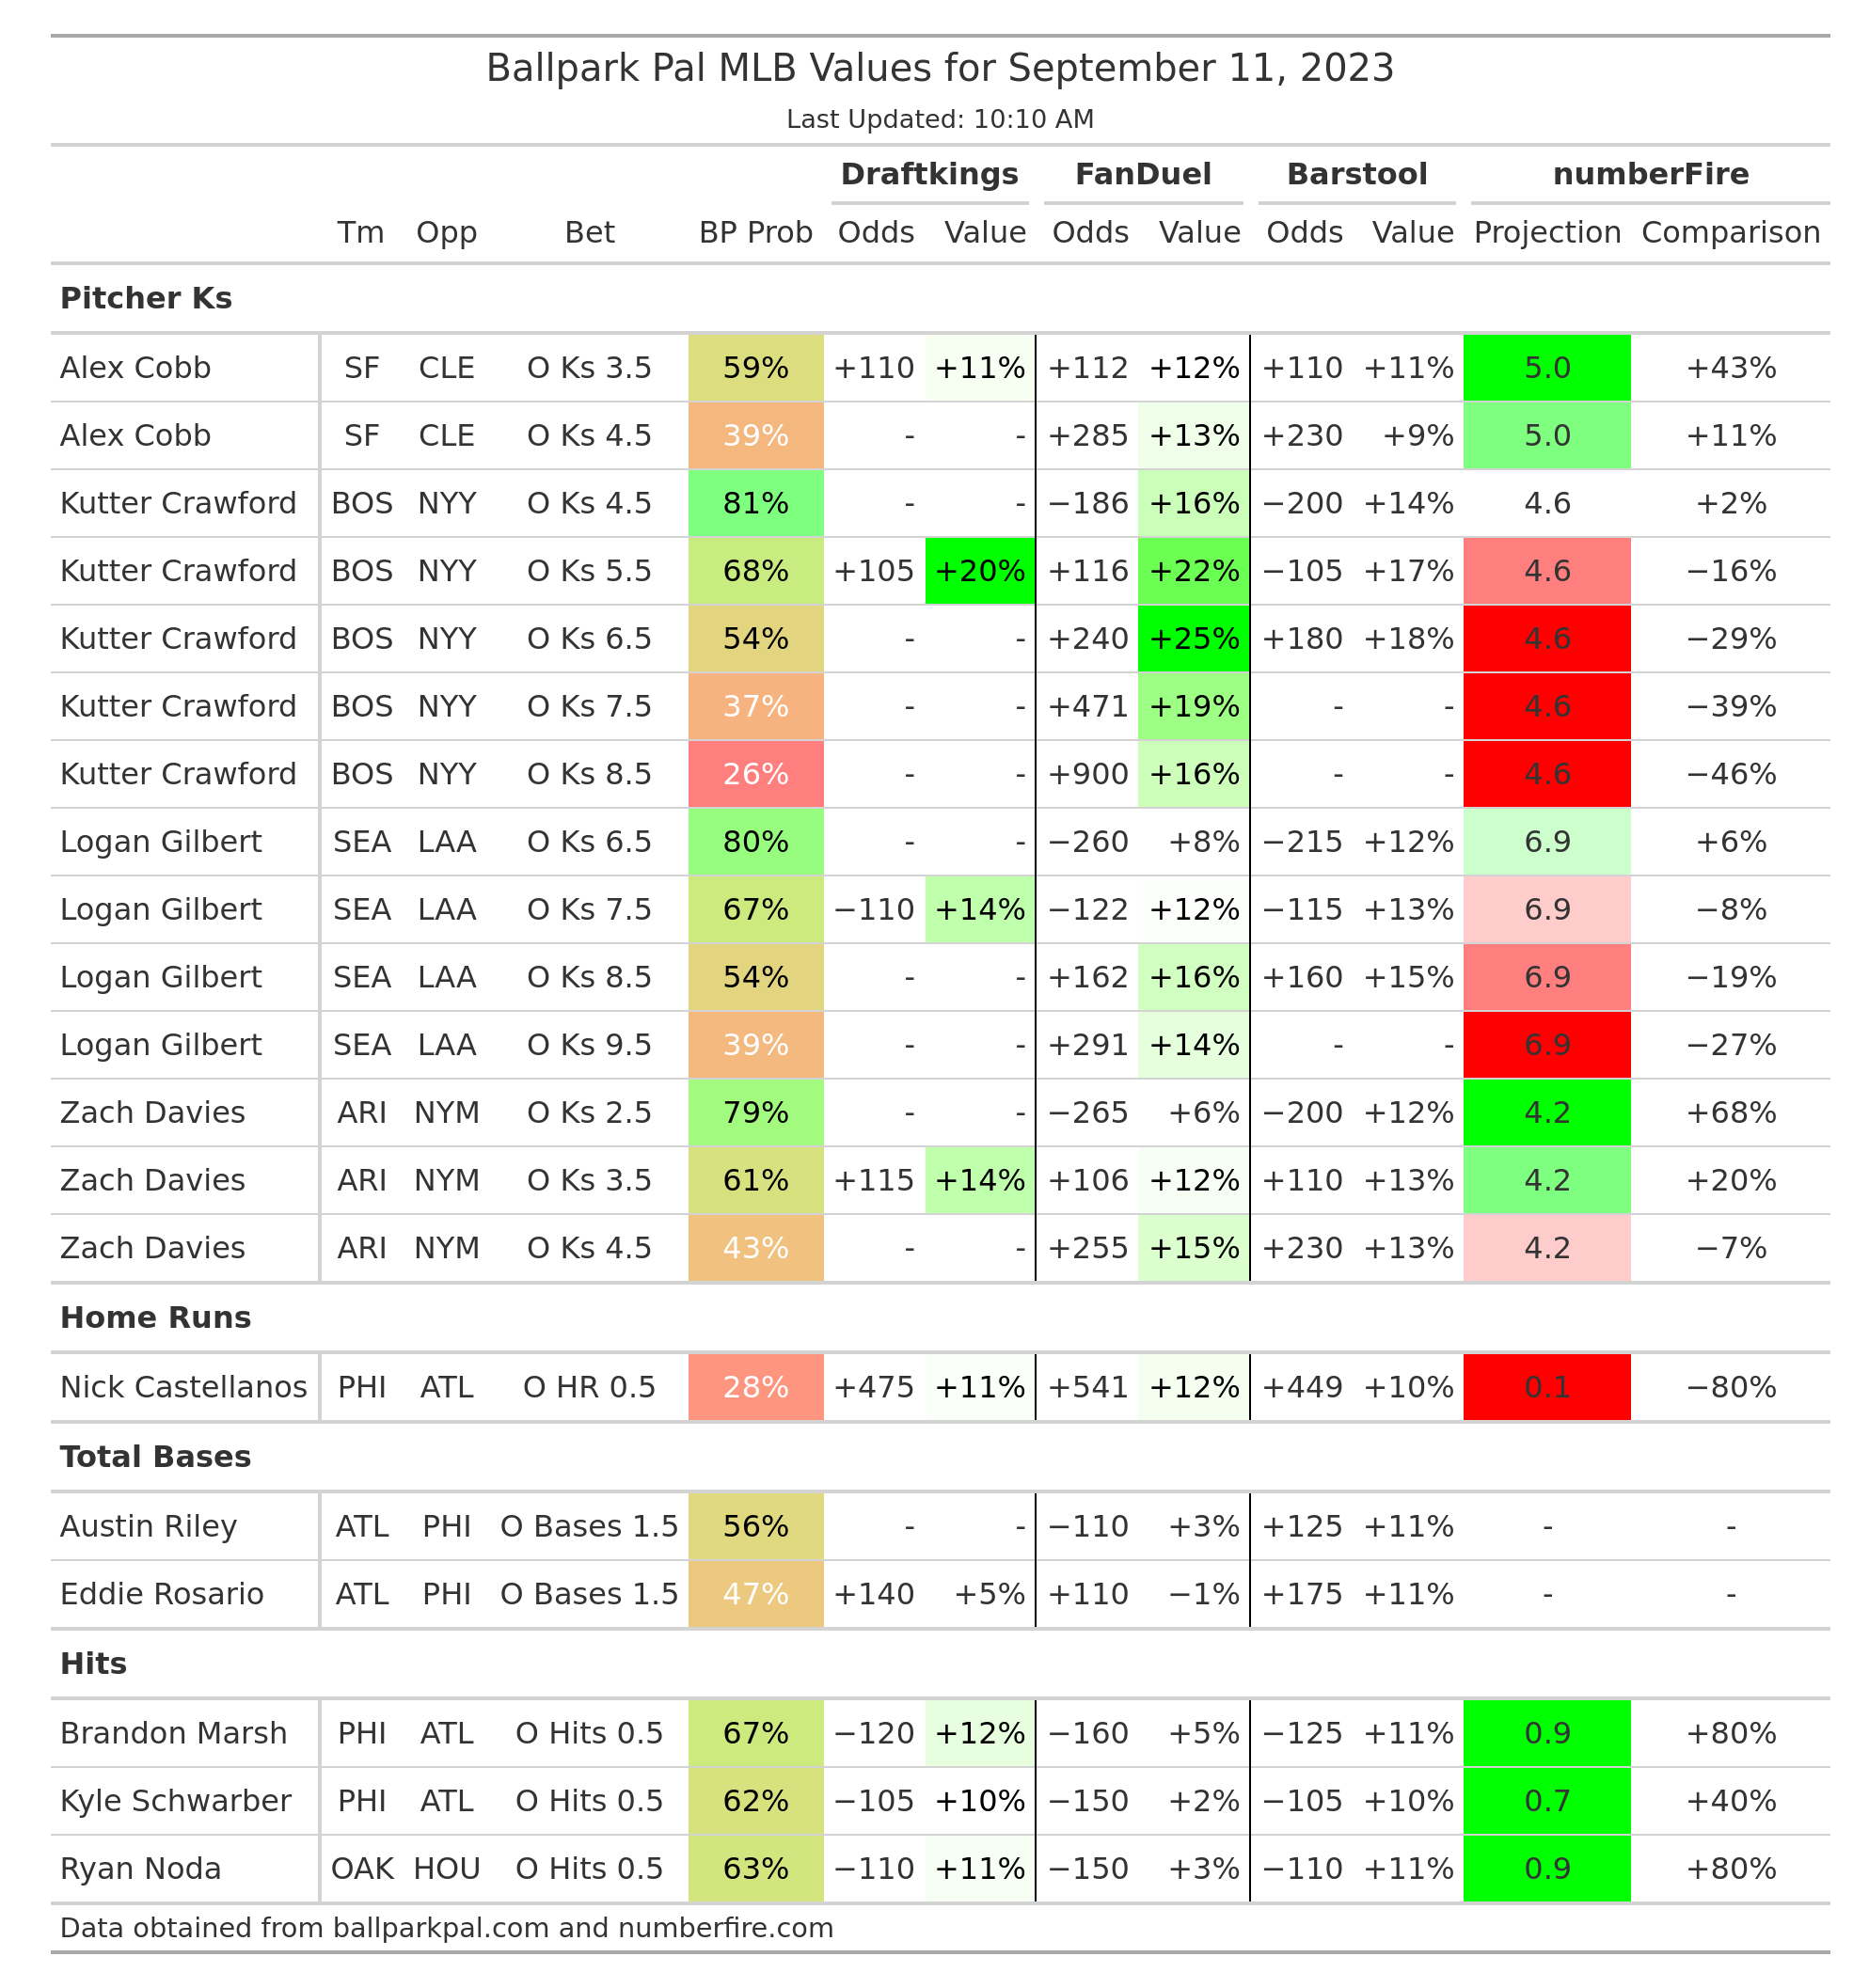 Ballpark Pal MLB Values for September 11, 2023
Last Updated: 10:10 AM
Draftkings FanDuel Barstool numberFire
Tm Opp Bet BP Prob Odds Value Odds Value Odds Value Projection Comparison
Pitcher Ks
Alex Cobb SF CLE O Ks 3.5 59% +110 +11% +112 +12% +110 +11% 5.0 +43%
Alex Cobb SF CLE O Ks 4.5 39% - - +285 +13% +230 +9% 5.0 +11%
Kutter Crawford BOS NYY O Ks 4.5 81% - - −186 +16% −200 +14% 4.6 +2%
Kutter Crawford BOS NYY O Ks 5.5 68% +105 +20% +116 +22% −105 +17% 4.6 −16%
Kutter Crawford BOS NYY O Ks 6.5 54% - - +240 +25% +180 +18% 4.6 −29%
Kutter Crawford BOS NYY O Ks 7.5 37% - - +471 +19% - - 4.6 −39%
Kutter Crawford BOS NYY O Ks 8.5 26% - - +900 +16% - - 4.6 −46%
Logan Gilbert SEA LAA O Ks 6.5 80% - - −260 +8% −215 +12% 6.9 +6%
Logan Gilbert SEA LAA O Ks 7.5 67% −110 +14% −122 +12% −115 +13% 6.9 −8%
Logan Gilbert SEA LAA O Ks 8.5 54% - - +162 +16% +160 +15% 6.9 −19%
Logan Gilbert SEA LAA O Ks 9.5 39% - - +291 +14% - - 6.9 −27%
Zach Davies ARI NYM O Ks 2.5 79% - - −265 +6% −200 +12% 4.2 +68%
Zach Davies ARI NYM O Ks 3.5 61% +115 +14% +106 +12% +110 +13% 4.2 +20%
Zach Davies ARI NYM O Ks 4.5 43% - - +255 +15% +230 +13% 4.2 −7%
Home Runs
Nick Castellanos PHI ATL O HR 0.5 28% +475 +11% +541 +12% +449 +10% 0.1 −80%
Total Bases
Austin Riley ATL PHI O Bases 1.5 56% - - −110 +3% +125 +11% - -
Eddie Rosario ATL PHI O Bases 1.5 47% +140 +5% +110 −1% +175 +11% - -
Hits
Brandon Marsh PHI ATL O Hits 0.5 67% −120 +12% −160 +5% −125 +11% 0.9 +80%
Kyle Schwarber PHI ATL O Hits 0.5 62% −105 +10% −150 +2% −105 +10% 0.7 +40%
Ryan Noda OAK HOU O Hits 0.5 63% −110 +11% −150 +3% −110 +11% 0.9 +80%
Data obtained from ballparkpal.com and numberfire.com